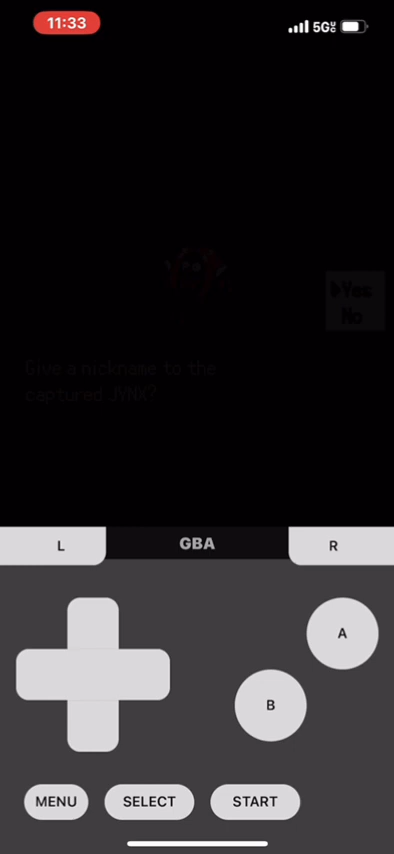 11:33
5G
Yes
No
Give a nickname to the
captured JYNX?
L
GBA
R
A
B
MENU
SELECT
START